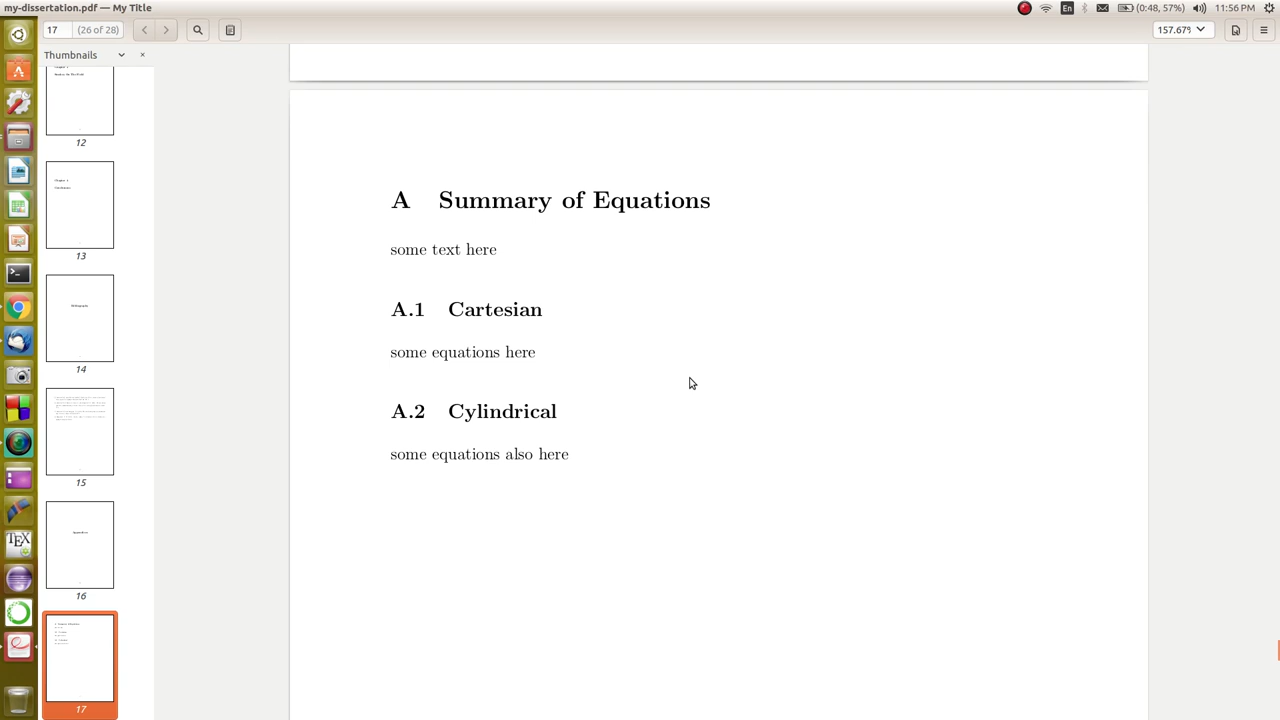 my-dissertation.pdf — My Title
En
(0:48, 57%)
11:56 PM
17
(26 of 28)
157.67%
Thumbnails
12
13
14
15
16
17
TEX
A Summary of Equations
some text here
A.1 Cartesian
some equations here
A.2 Cylindrical
some equations also here